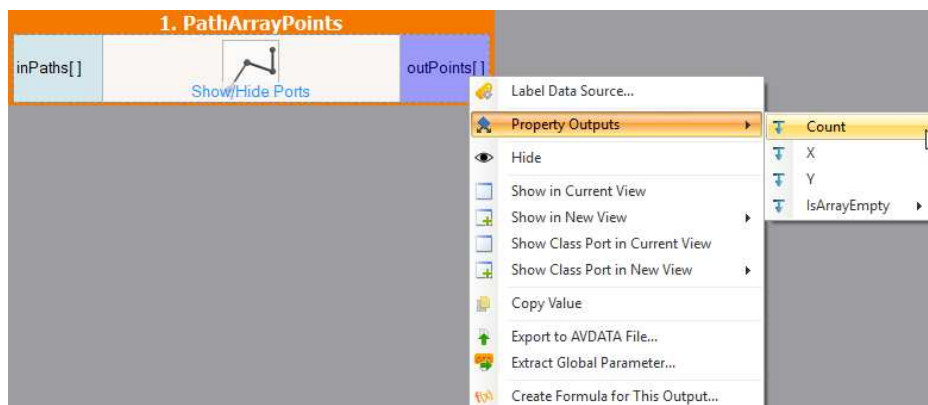 1. PathArrayPoints
inPaths[ ]
outPoints[ ]
Show/Hide Ports
Label Data Source...
Property Outputs
Count
Hide
X
Y
Show in Current View
IsArrayEmpty
Show in New View
Show Class Port in Current View
Show Class Port in New View
Copy Value
Export to AVDATA File...
Extract Global Parameter...
f(x) Create Formula for This Output...